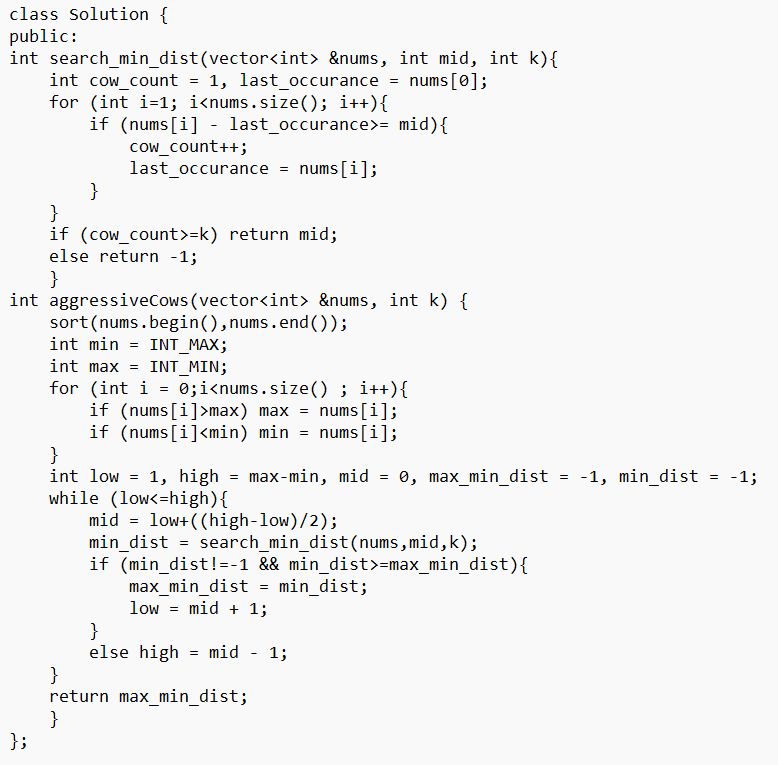 class Solution {
public:
int search_min_dist(vector<int> &nums, int mid, int k){
    int cow_count = 1, last_occurance = nums[0];
    for (int i=1; i<nums.size(); i++){
        if (nums[i] - last_occurance>= mid){
            cow_count++;
            last_occurance = nums[i];
        }
    }
    if (cow_count>=k) return mid;
    else return -1;
    }
int aggressiveCows(vector<int> &nums, int k) {
    sort(nums.begin(),nums.end());
    int min = INT_MAX;
    int max = INT_MIN;
    for (int i = 0;i<nums.size() ; i++){
        if (nums[i]>max) max = nums[i];
        if (nums[i]<min) min = nums[i];
    }
    int low = 1, high = max-min, mid = 0, max_min_dist = -1, min_dist = -1;
    while (low<=high){
        mid = low+((high-low)/2);
        min_dist = search_min_dist(nums,mid,k);
        if (min_dist!=-1 && min_dist>=max_min_dist){
            max_min_dist = min_dist;
            low = mid + 1;
        }
        else high = mid - 1;
    }
    return max_min_dist;
    }
};